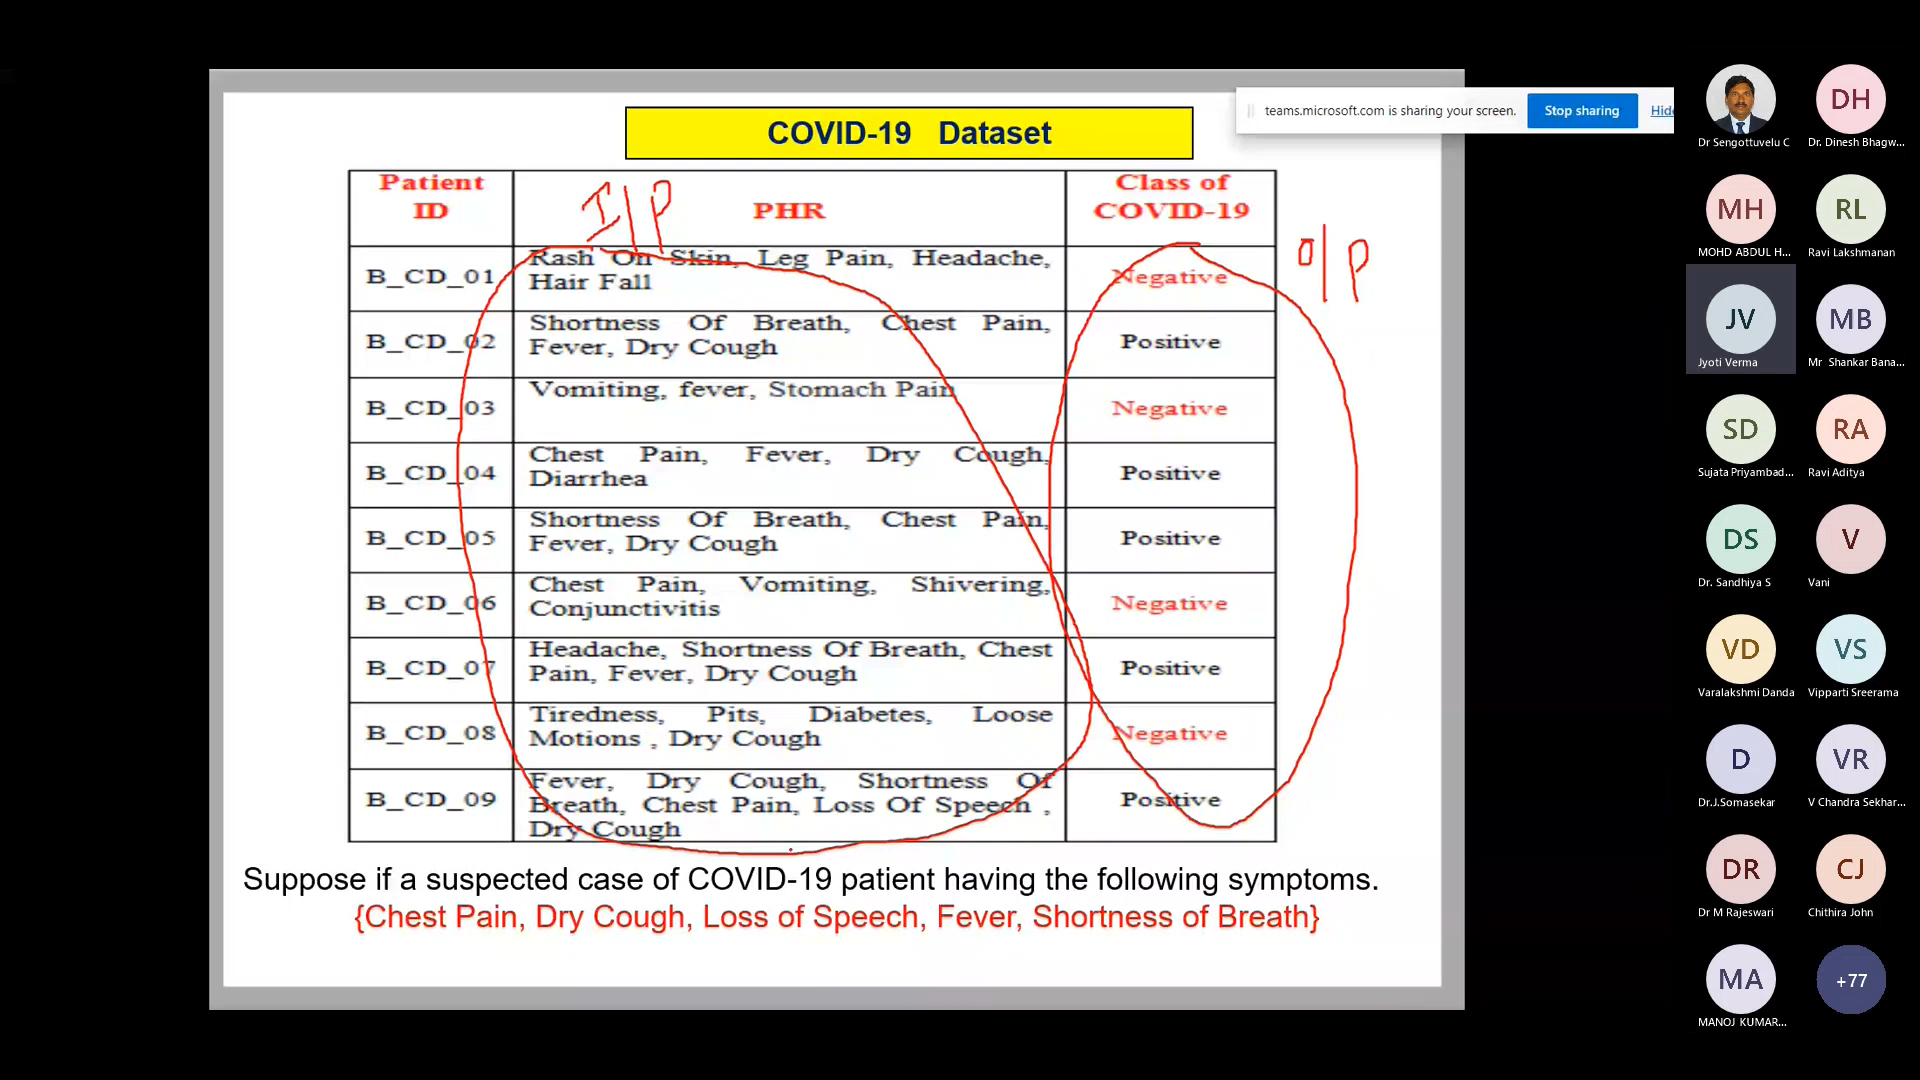 COVID-19 Dataset
teams.microsoft.com is sharing your screen.
Stop sharing
Hide
Patient
ID
PHR
Class of
COVID-19
I/P
O/P
B_CD_01
Rash On Skin, Leg Pain, Headache,
Hair Fall
Negative
B_CD_02
Shortness Of Breath, Chest Pain,
Fever, Dry Cough
Positive
B_CD_03
Vomiting, fever, Stomach Pain
Negative
B_CD_04
Chest Pain, Fever, Dry Cough,
Diarrhea
Positive
B_CD_05
Shortness Of Breath, Chest Pain,
Fever, Dry Cough
Positive
B_CD_06
Chest Pain, Vomiting, Shivering,
Conjunctivitis
Negative
B_CD_07
Headache, Shortness Of Breath, Chest
Pain, Fever, Dry Cough
Positive
B_CD_08
Tiredness, Pits, Diabetes, Loose
Motions , Dry Cough
Negative
B_CD_09
Fever, Dry Cough, Shortness Of
Breath, Chest Pain, Loss Of Speech ,
Dry Cough
Positive
Suppose if a suspected case of COVID-19 patient having the following symptoms.
{Chest Pain, Dry Cough, Loss of Speech, Fever, Shortness of Breath}
Dr Sengottuvelu C
DH
Dr. Dinesh Bhagw...
MH
MOHD ABDUL H...
RL
Ravi Lakshmanan
JV
Jyoti Verma
MB
Mr Shankar Bana...
SD
Sujata Priyambad...
RA
Ravi Aditya
DS
Dr. Sandhiya S
V
Vani
VD
Varalakshmi Danda
VS
Vipparti Sreerama
D
Dr.J.Somasekar
VR
V Chandra Sekhar...
DR
Dr M Rajeswari
CJ
Chithira John
MA
MANOJ KUMAR...
+77